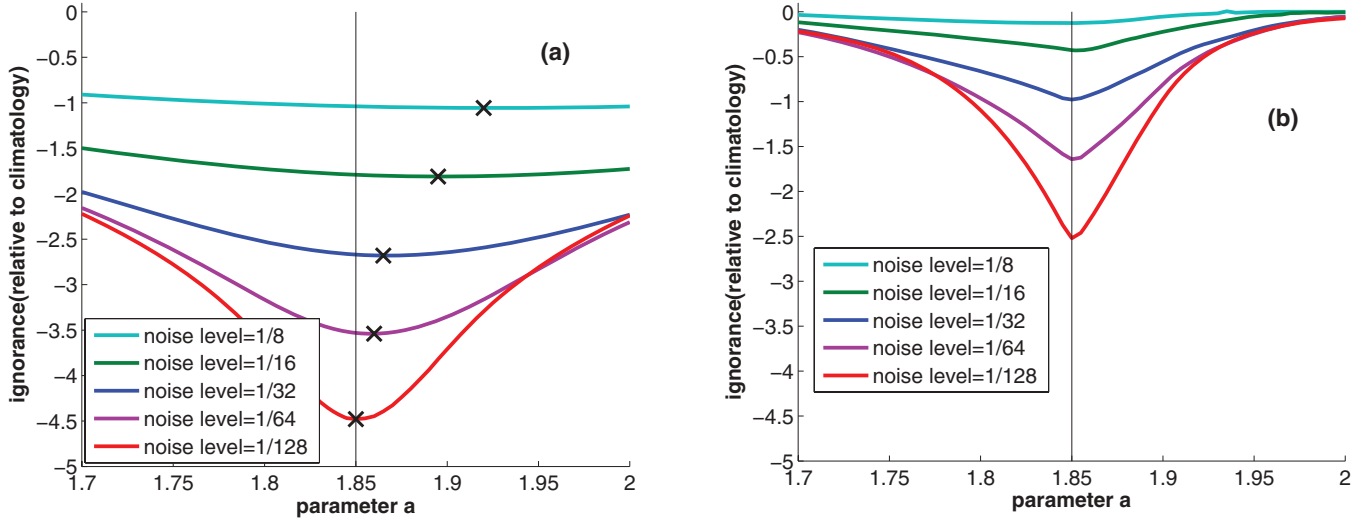 (a)
ignorance(relative to climatology)
0
−0.5
−1
−1.5
−2
−2.5
−3
−3.5
−4
−4.5
−5
noise level=1/8
noise level=1/16
noise level=1/32
noise level=1/64
noise level=1/128
1.7
1.8
1.85
1.9
1.95
2
parameter a
(b)
ignorance(relative to climatology)
0
−0.5
−1
−1.5
−2
−2.5
−3
−3.5
−4
−4.5
−5
noise level=1/8
noise level=1/16
noise level=1/32
noise level=1/64
noise level=1/128
1.7
1.75
1.8
1.85
1.9
1.95
2
parameter a